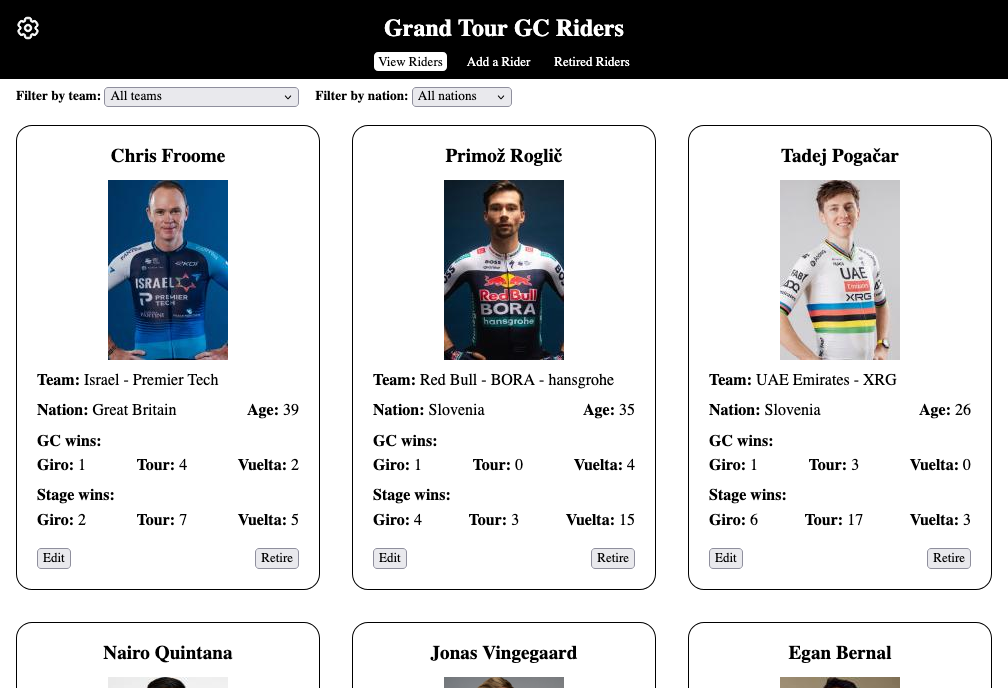 Grand Tour GC Riders
View Riders Add a Rider Retired Riders
Filter by team: All teams Filter by nation: All nations
Chris Froome
ISRAEL
PREMIER
TECH
Team: Israel - Premier Tech
Nation: Great Britain Age: 39
GC wins:
Giro: 1 Tour: 4 Vuelta: 2
Stage wins:
Giro: 2 Tour: 7 Vuelta: 5
Edit Retire
Primož Roglič
Red Bull
BORA
hansgrohe
Team: Red Bull - BORA - hansgrohe
Nation: Slovenia Age: 35
GC wins:
Giro: 1 Tour: 0 Vuelta: 4
Stage wins:
Giro: 4 Tour: 3 Vuelta: 15
Edit Retire
Tadej Pogačar
UAE
Emirates
XRG
Team: UAE Emirates - XRG
Nation: Slovenia Age: 26
GC wins:
Giro: 1 Tour: 3 Vuelta: 0
Stage wins:
Giro: 6 Tour: 17 Vuelta: 3
Edit Retire
Nairo Quintana
Jonas Vingegaard
Egan Bernal